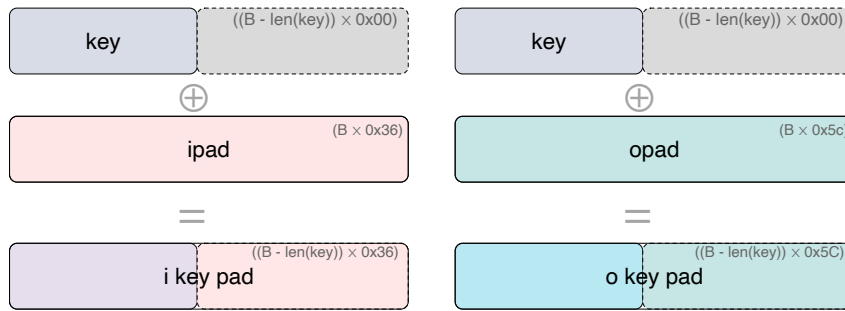 key ((B - len(key)) × 0x00)
⊕
ipad (B × 0x36)
=
i key pad ((B - len(key)) × 0x36)
key ((B - len(key)) × 0x00)
⊕
opad (B × 0x5c)
=
o key pad ((B - len(key)) × 0x5C)